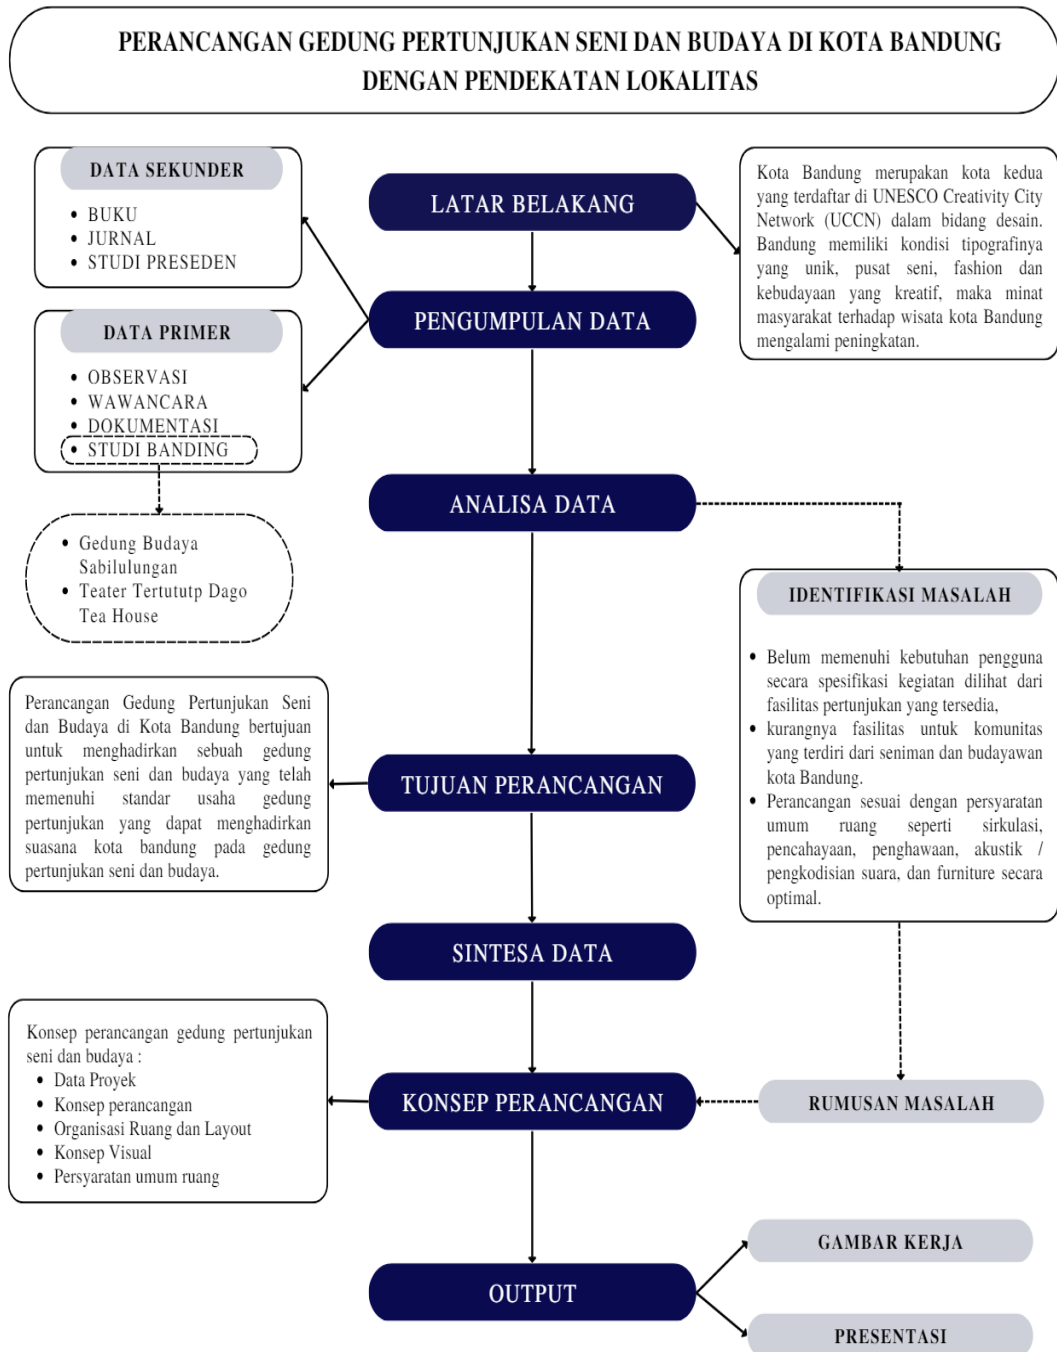 PERANCANGAN GEDUNG PERTUNJUKAN SENI DAN BUDAYA DI KOTA BANDUNG
DENGAN PENDEKATAN LOKALITAS
DATA SEKUNDER
• BUKU
• JURNAL
• STUDI PRESEDEN
LATAR BELAKANG
Kota Bandung merupakan kota kedua
yang terdaftar di UNESCO Creativity City
Network (UCCN) dalam bidang desain.
Bandung memiliki kondisi tipografinya
yang unik, pusat seni, fashion dan
kebudayaan yang kreatif, maka minat
masyarakat terhadap wisata kota Bandung
mengalami peningkatan.
PENGUMPULAN DATA
DATA PRIMER
• OBSERVASI
• WAWANCARA
• DOKUMENTASI
• STUDI BANDING
• Gedung Budaya
Sabilulungan
• Teater Tertututp Dago
Tea House
ANALISA DATA
IDENTIFIKASI MASALAH
• Belum memenuhi kebutuhan pengguna
secara spesifikasi kegiatan dilihat dari
fasilitas pertunjukan yang tersedia,
• kurangnya fasilitas untuk komunitas
yang terdiri dari seniman dan budayawan
kota Bandung.
• Perancangan sesuai dengan persyaratan
umum ruang seperti sirkulasi,
pencahayaan, penghawaan, akustik /
pengkodisian suara, dan furniture secara
optimal.
Perancangan Gedung Pertunjukan Seni
dan Budaya di Kota Bandung bertujuan
untuk menghadirkan sebuah gedung
pertunjukan seni dan budaya yang telah
memenuhi standar usaha gedung
pertunjukan yang dapat menghadirkan
suasana kota bandung pada gedung
pertunjukan seni dan budaya.
TUJUAN PERANCANGAN
SINTESA DATA
Konsep perancangan gedung pertunjukan
seni dan budaya :
• Data Proyek
• Konsep perancangan
• Organisasi Ruang dan Layout
• Konsep Visual
• Persyaratan umum ruang
KONSEP PERANCANGAN
RUMUSAN MASALAH
OUTPUT
GAMBAR KERJA
PRESENTASI